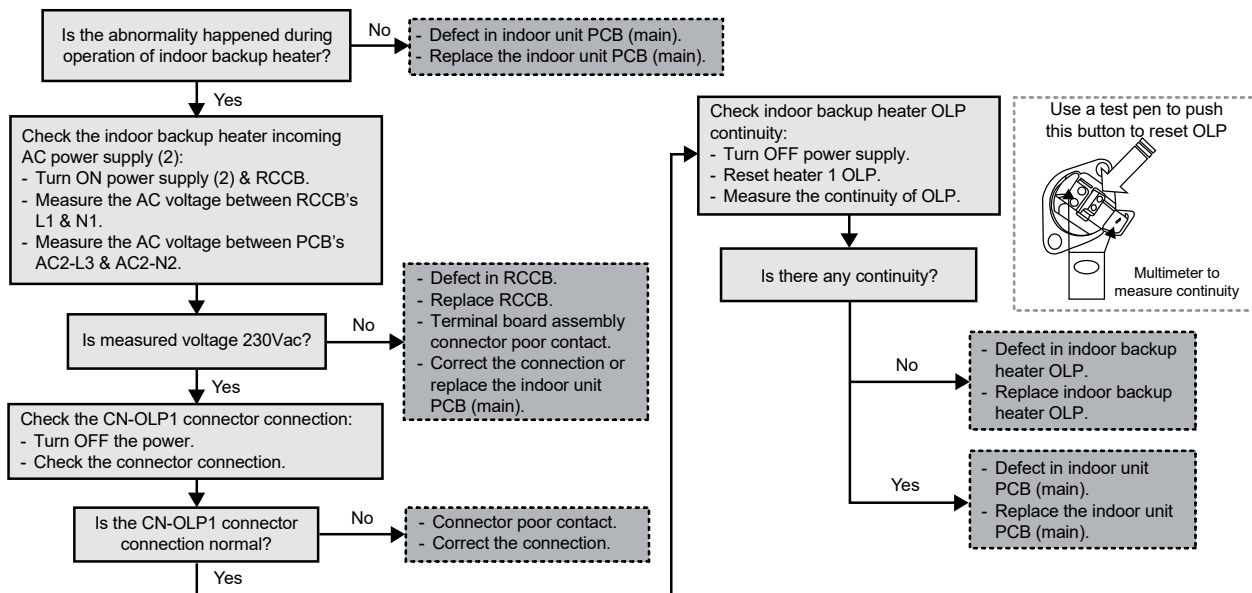 Is the abnormality happened during
operation of indoor backup heater?
No
- Defect in indoor unit PCB (main).
- Replace the indoor unit PCB (main).
Yes
Check the indoor backup heater incoming
AC power supply (2):
- Turn ON power supply (2) & RCCB.
- Measure the AC voltage between RCCB's
L1 & N1.
- Measure the AC voltage between PCB's
AC2-L3 & AC2-N2.
Is measured voltage 230Vac?
No
- Defect in RCCB.
- Replace RCCB.
- Terminal board assembly
connector poor contact.
- Correct the connection or
replace the indoor unit
PCB (main).
Yes
Check the CN-OLP1 connector connection:
- Turn OFF the power.
- Check the connector connection.
Is the CN-OLP1 connector
connection normal?
No
- Connector poor contact.
- Correct the connection.
Yes
Check indoor backup heater OLP
continuity:
- Turn OFF power supply.
- Reset heater 1 OLP.
- Measure the continuity of OLP.
Is there any continuity?
No
- Defect in indoor backup
heater OLP.
- Replace indoor backup
heater OLP.
Yes
- Defect in indoor unit
PCB (main).
- Replace the indoor unit
PCB (main).
Use a test pen to push
this button to reset OLP
Multimeter to
measure continuity